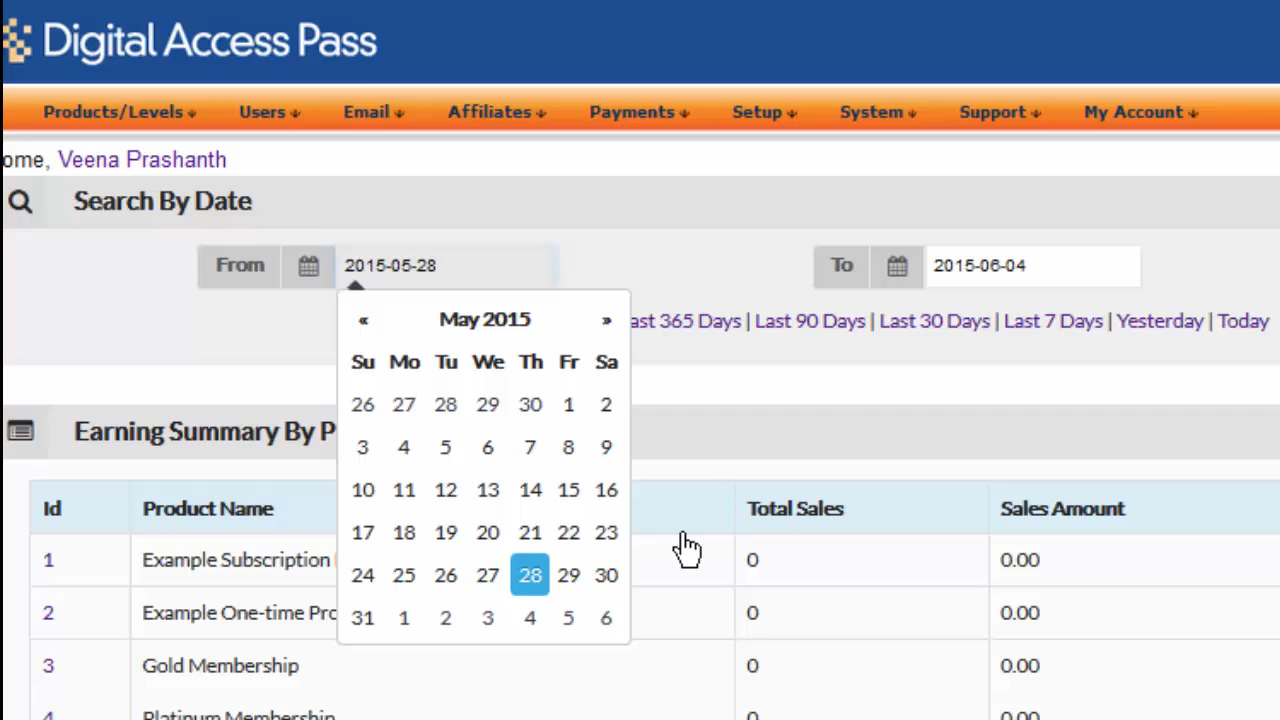 Digital Access Pass
Products/Levels Users Email Affiliates Payments Setup System Support My Account
ome, Veena Prashanth
Search By Date
From 2015-05-28 To 2015-06-04
ast 365 Days | Last 90 Days | Last 30 Days | Last 7 Days | Yesterday | Today
« May 2015 »
Su Mo Tu We Th Fr Sa
26 27 28 29 30 1 2
3 4 5 6 7 8 9
10 11 12 13 14 15 16
17 18 19 20 21 22 23
24 25 26 27 28 29 30
31 1 2 3 4 5 6
Earning Summary By P
Id Product Name Total Sales Sales Amount
1 Example Subscription 0 0.00
2 Example One-time Pro 0 0.00
3 Gold Membership 0 0.00
4 Platinum Membership 0 0.00